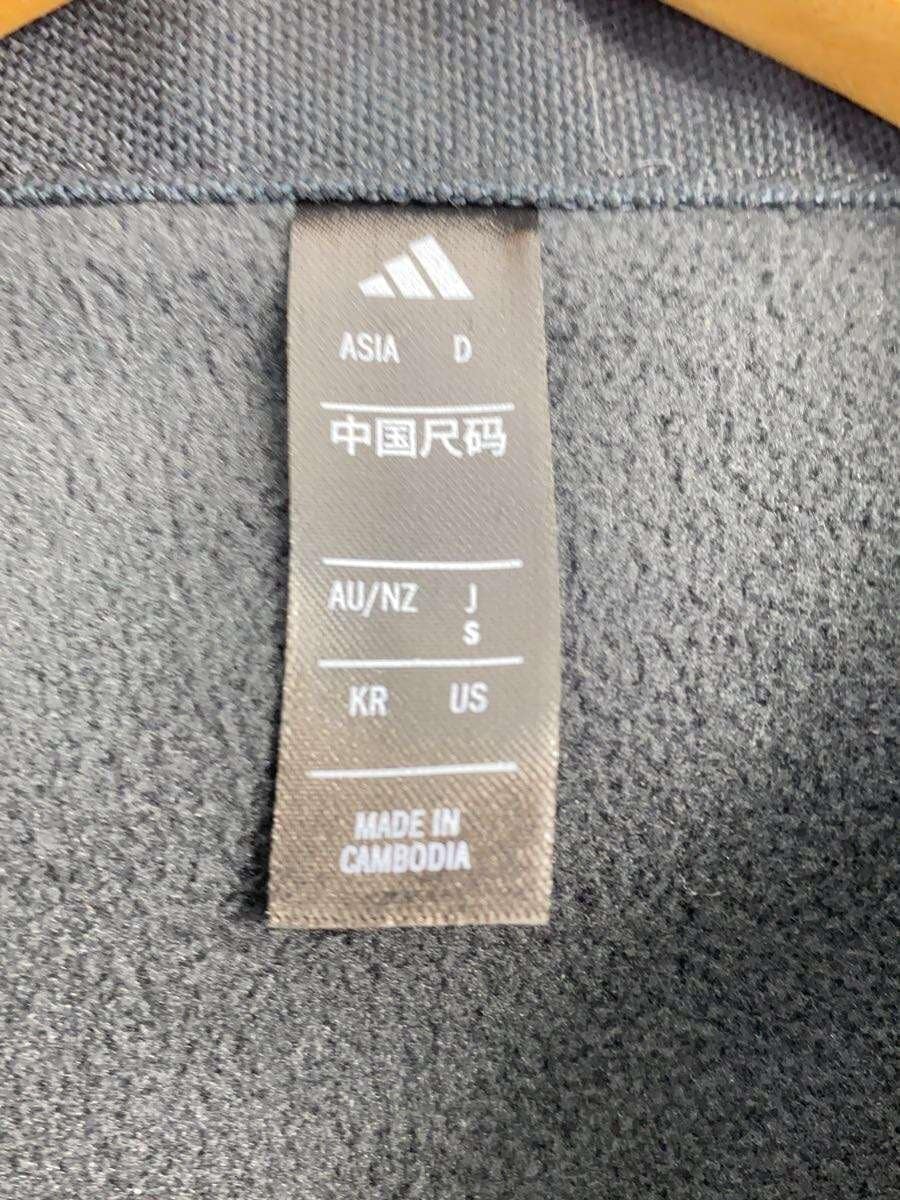 ASIA D
中国尺码
AU/NZ J
S
KR US
MADE IN
CAMBODIA